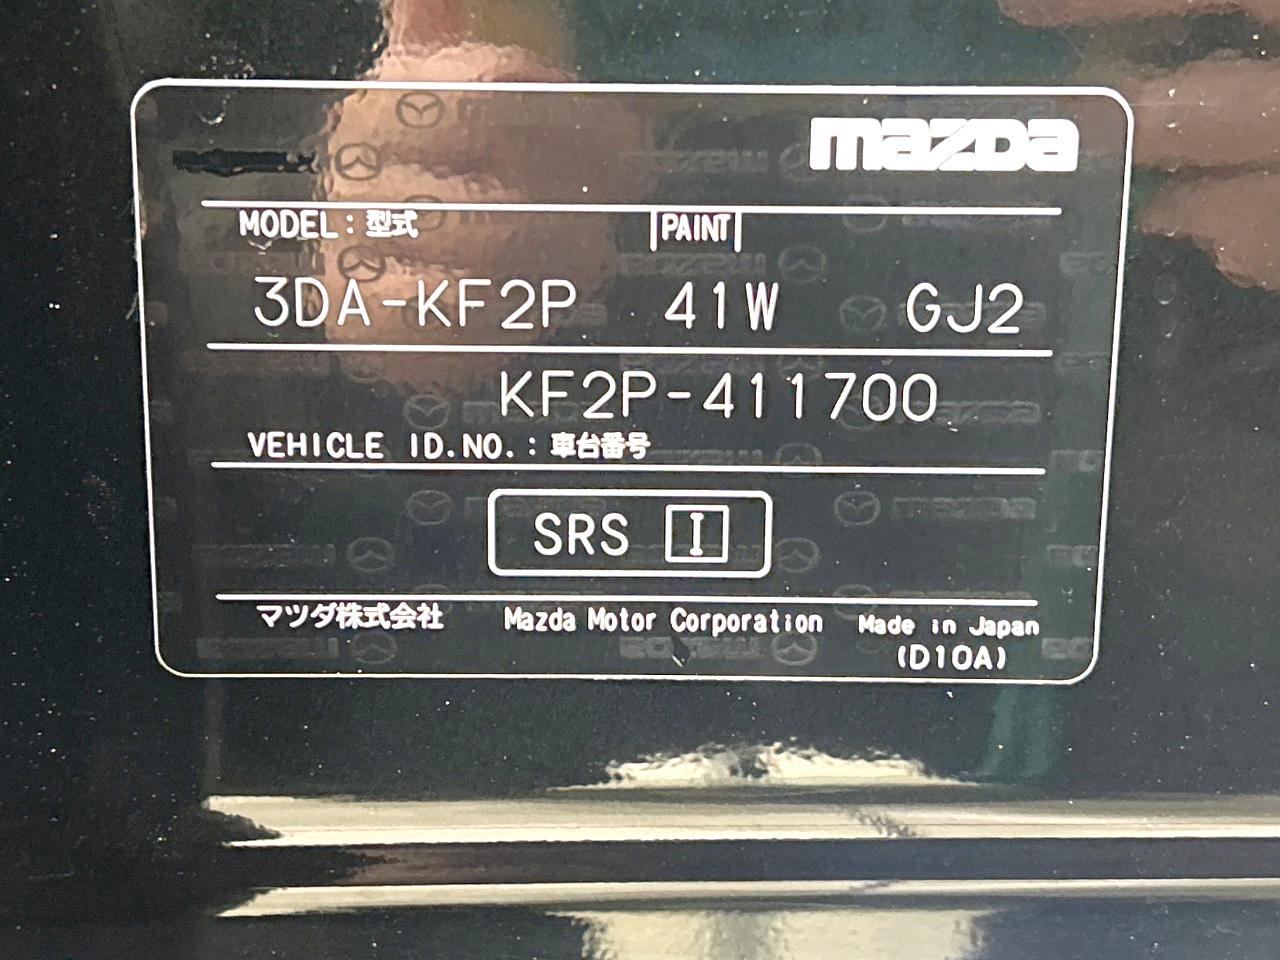 mazda
MODEL：型式 PAINT
3DA-KF2P 41W GJ2
KF2P-411700
VEHICLE ID.NO.：車台番号
SRS I
マツダ株式会社 Mazda Motor Corporation Made in Japan
(D10A)